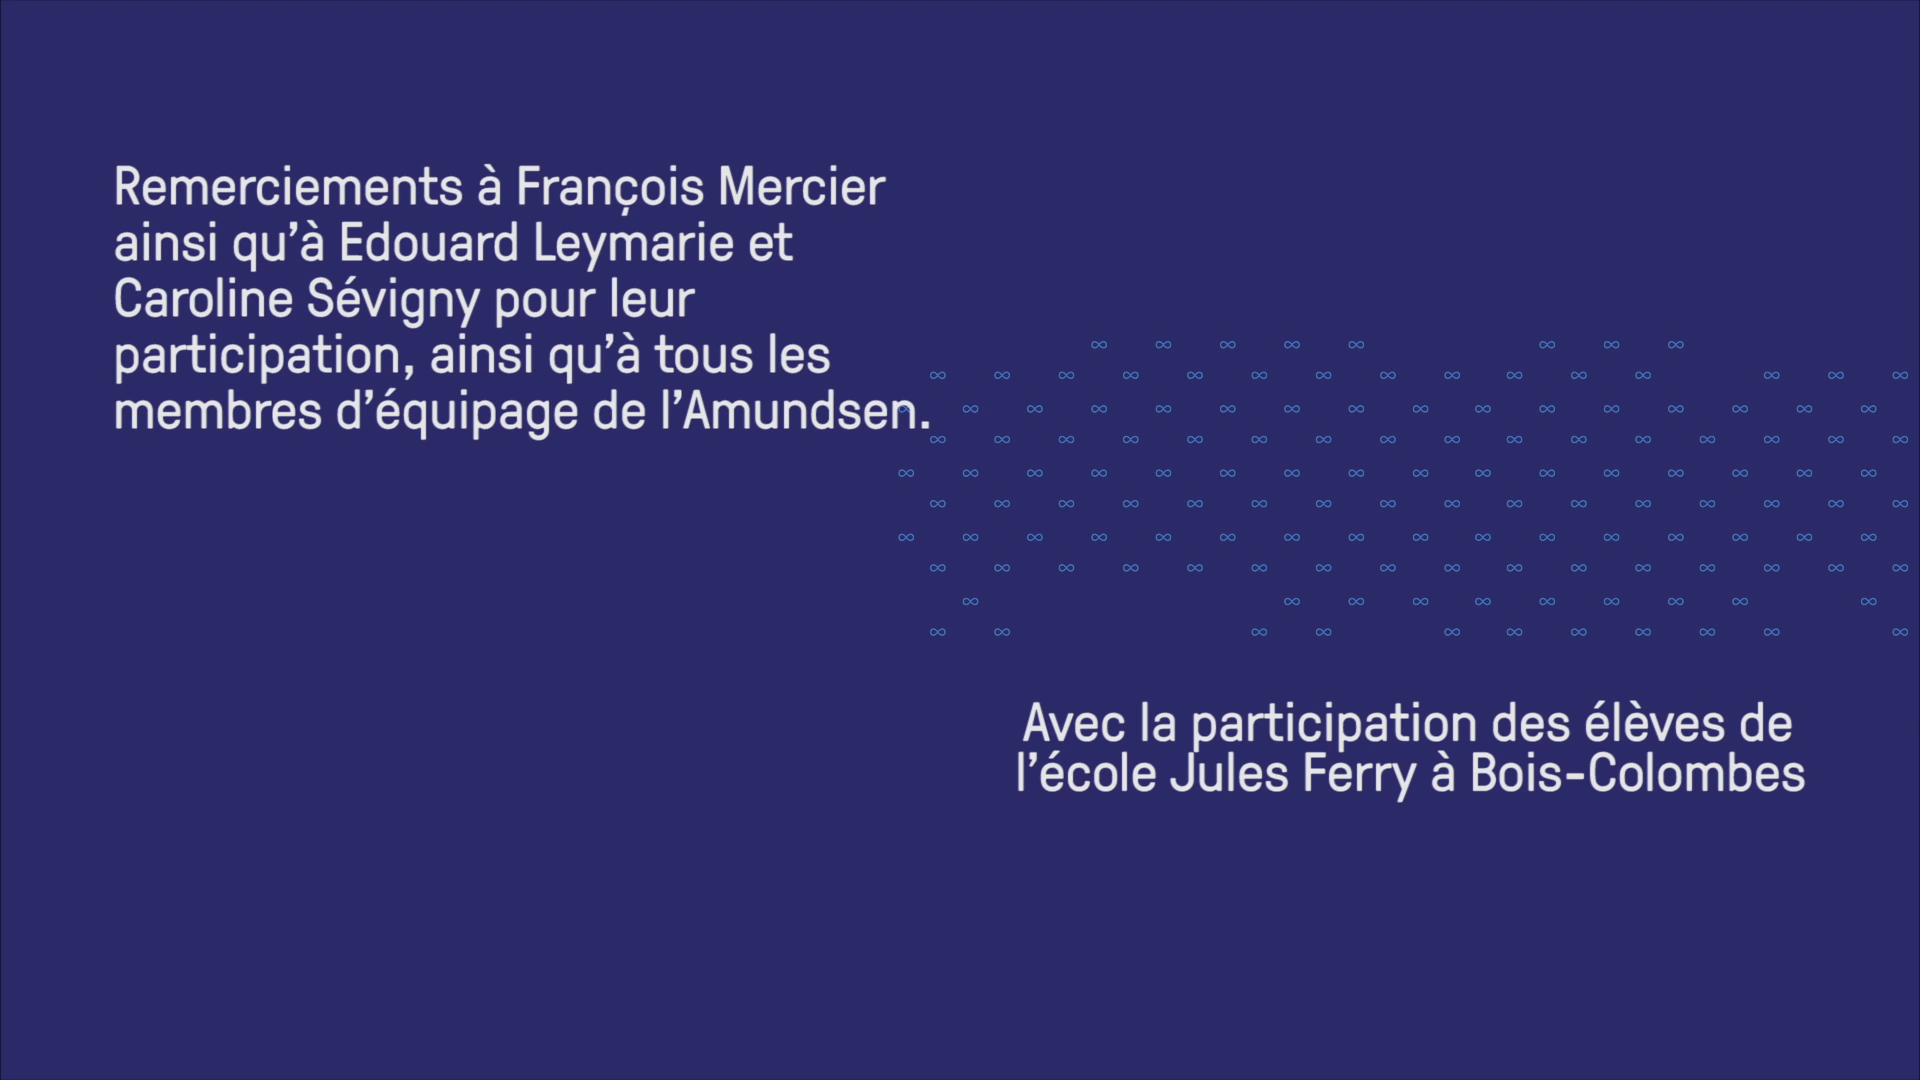 Remerciements à François Mercier
ainsi qu’à Edouard Leymarie et
Caroline Sévigny pour leur
participation, ainsi qu’à tous les
membres d’équipage de l’Amundsen.
Avec la participation des élèves de
l’école Jules Ferry à Bois-Colombes